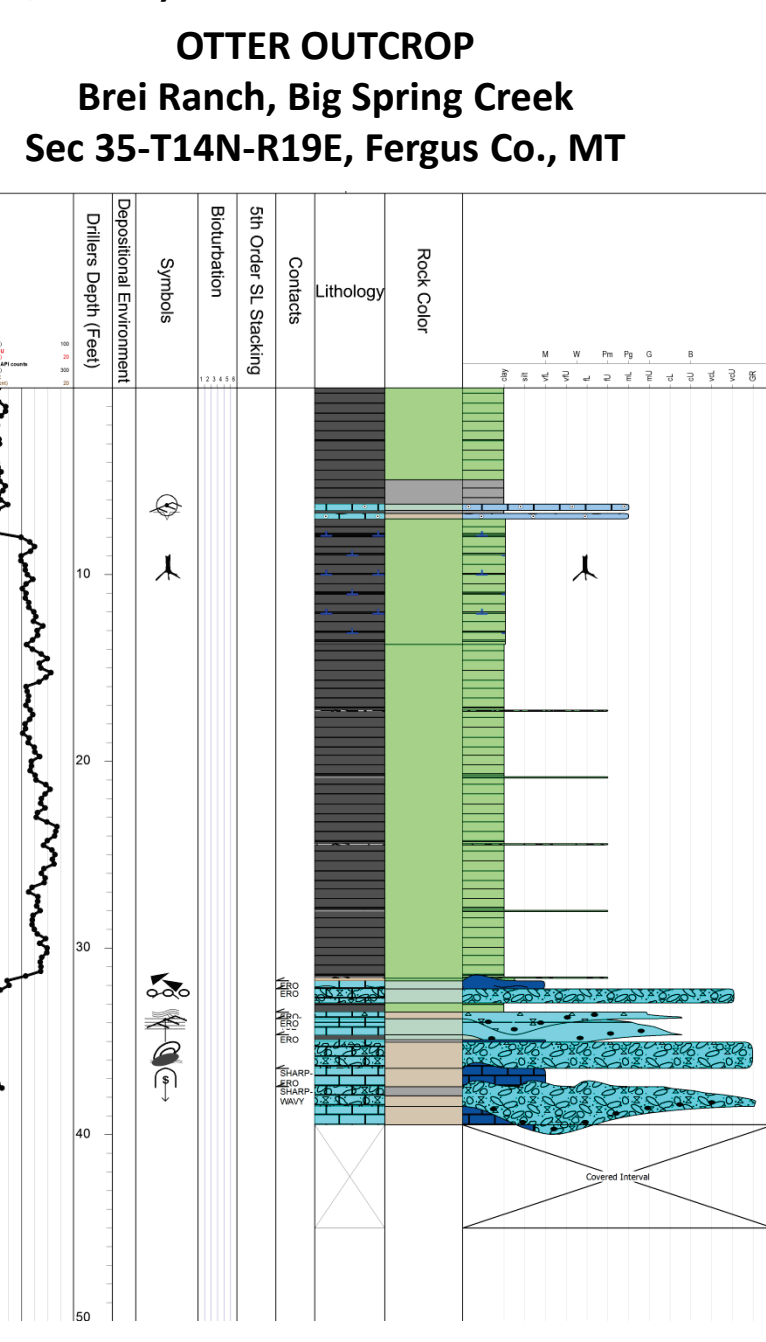 OTTER OUTCROP
Brei Ranch, Big Spring Creek
Sec 35-T14N-R19E, Fergus Co., MT
Drillers Depth (Feet)
Depositional Environment
Symbols
Bioturbation
5th Order SL Stacking
Contacts
Lithology
Rock Color
100
20
API counts
300
20
1 2 3 4 5 6
M W Pm Pg G B
clay silt vfL vfU fL fU mL mU cL cU vcL vcU GR
10
20
30
ERO
ERO
ERO
ERO
ERO
$
SHARP-
ERO
SHARP-
WAVY
40
Covered Interval
50